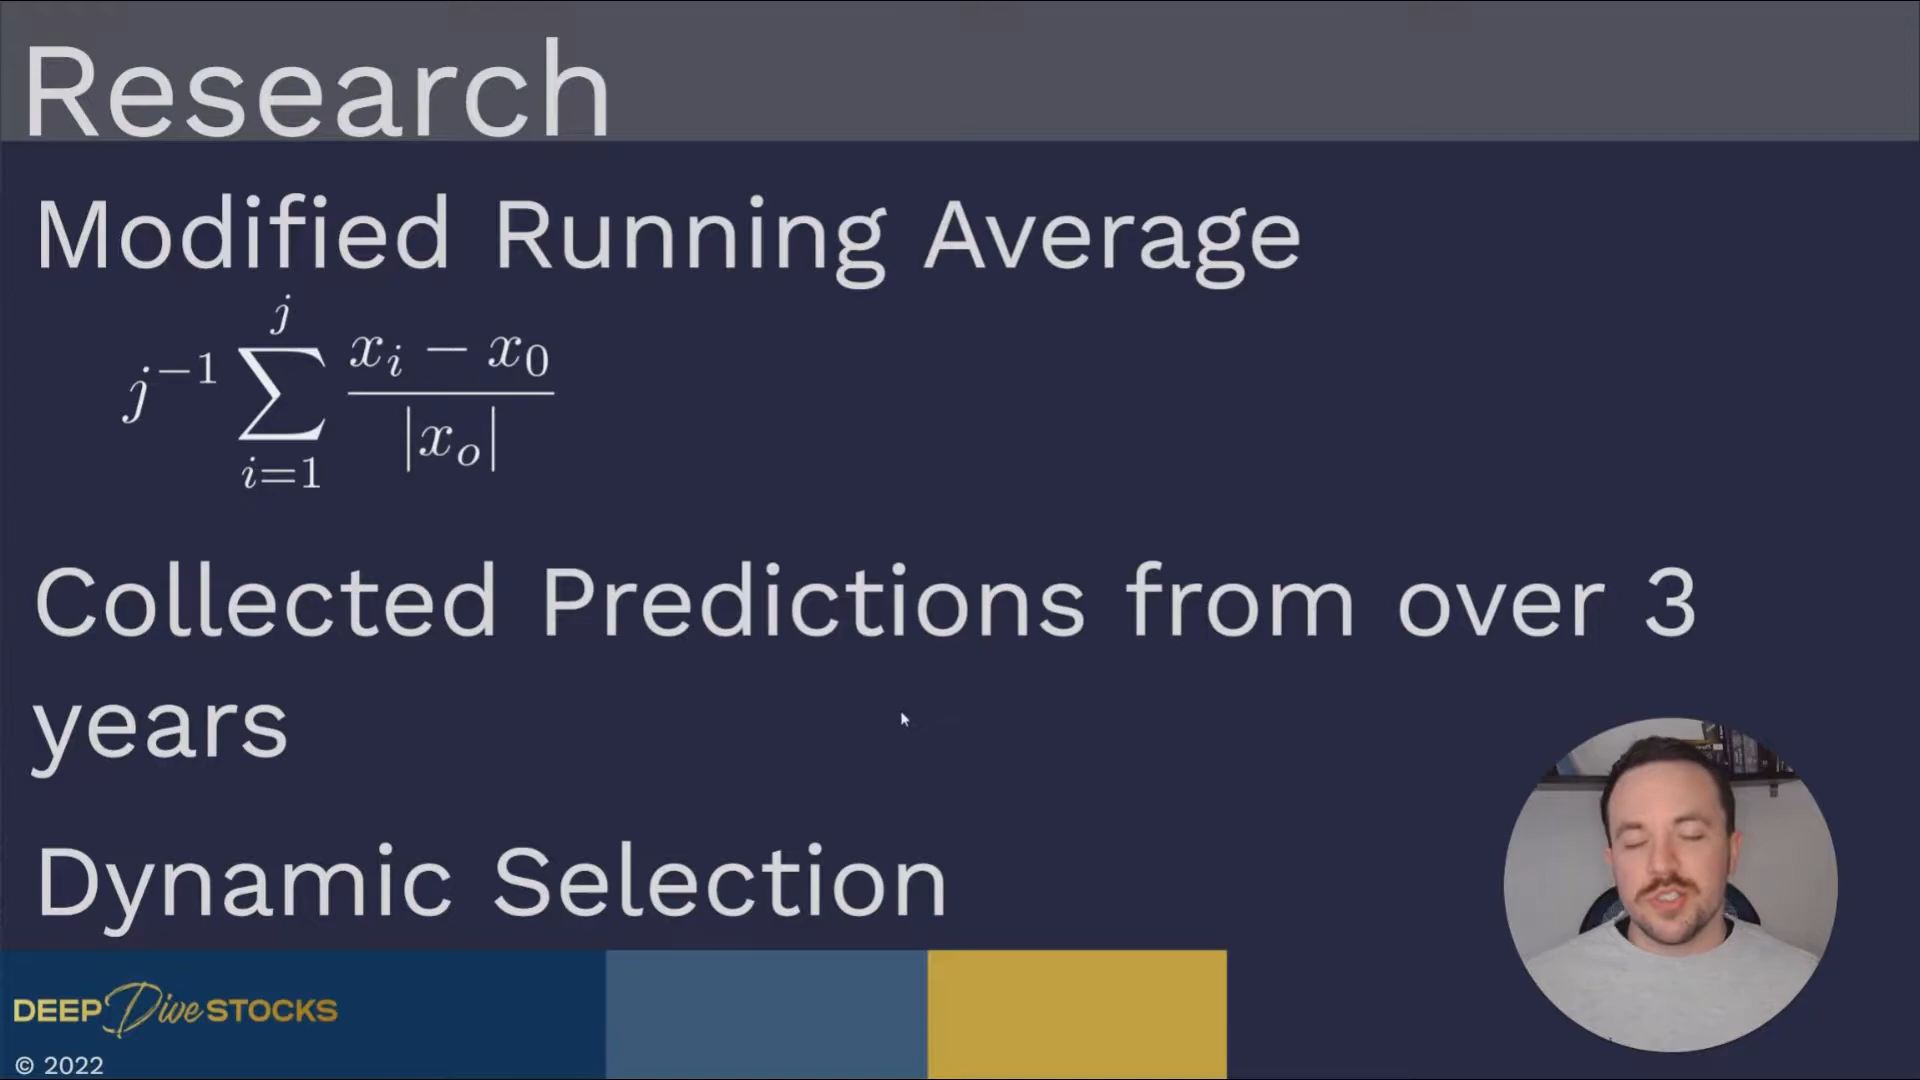 Research
Modified Running Average
j^{-1} \sum_{i=1}^{j} \frac{x_i - x_0}{|x_o|}
Collected Predictions from over 3
years
Dynamic Selection
DEEP Dive STOCKS
© 2022